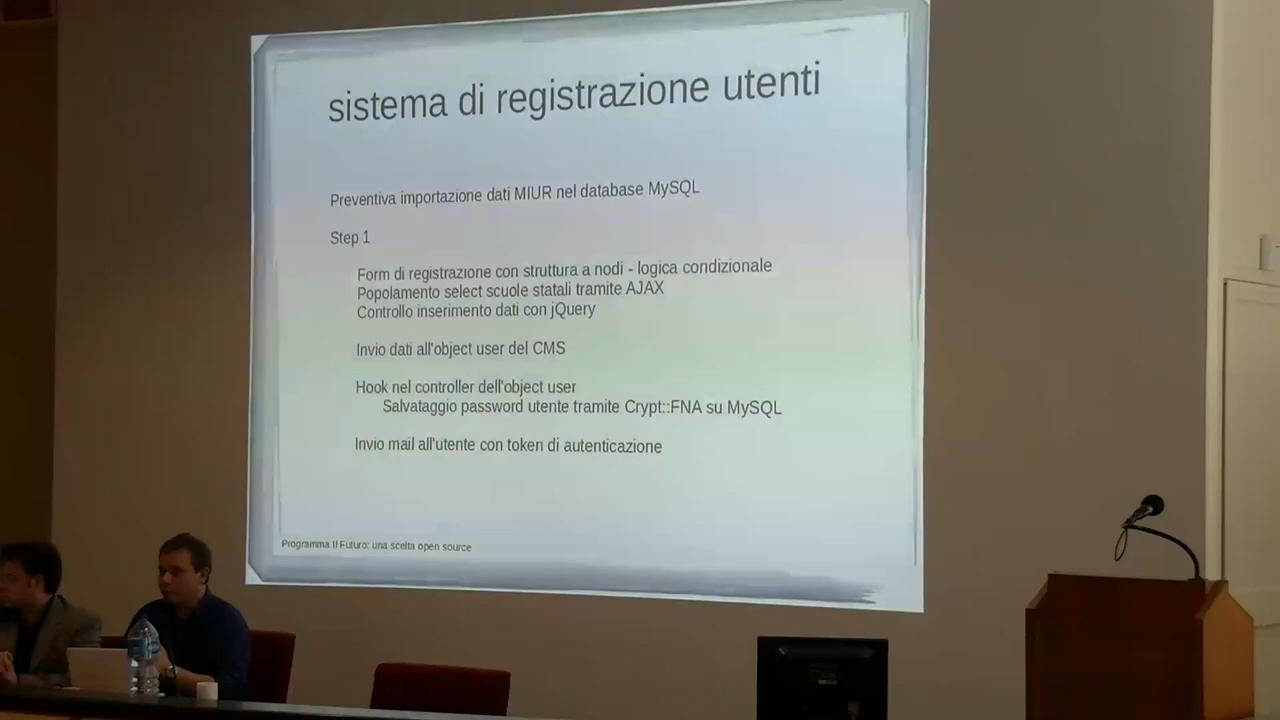 sistema di registrazione utenti
Preventiva importazione dati MIUR nel database MySQL
Step 1
Form di registrazione con struttura a nodi - logica condizionale
Popolamento select scuole statali tramite AJAX
Controllo inserimento dati con jQuery
Invio dati all'object user del CMS
Hook nel controller dell'object user
Salvataggio password utente tramite Crypt::FNA su MySQL
Invio mail all'utente con token di autenticazione
Programma Il Futuro: una scelta open source